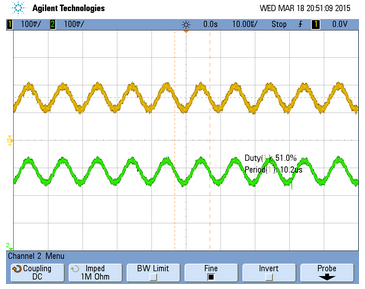 Agilent Technologies
WED MAR 18 20:51:09 2015
1 100♈/ 2 100♈/ 0.0s 10.00♈/ Stop 1 0.0V
Duty( ): 51.0%
Period( ): 10.2us
2
Channel 2 Menu
Coupling
DC
Imped
1M Ohm
BW Limit
Fine
Invert
Probe